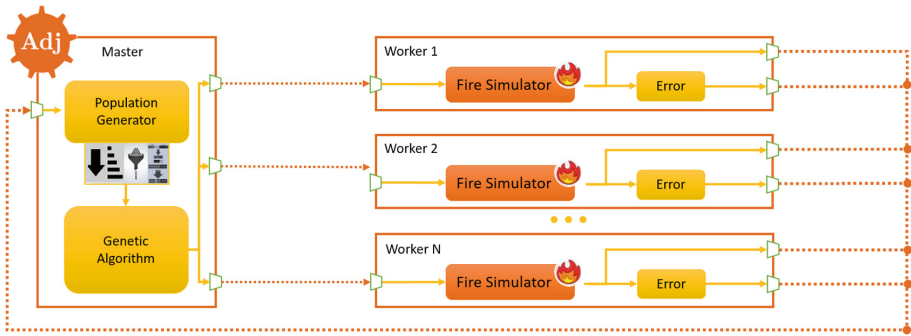 Adj
Master
Population
Generator
Genetic
Algorithm
Worker 1
Fire Simulator
Error
Worker 2
Fire Simulator
Error
Worker N
Fire Simulator
Error